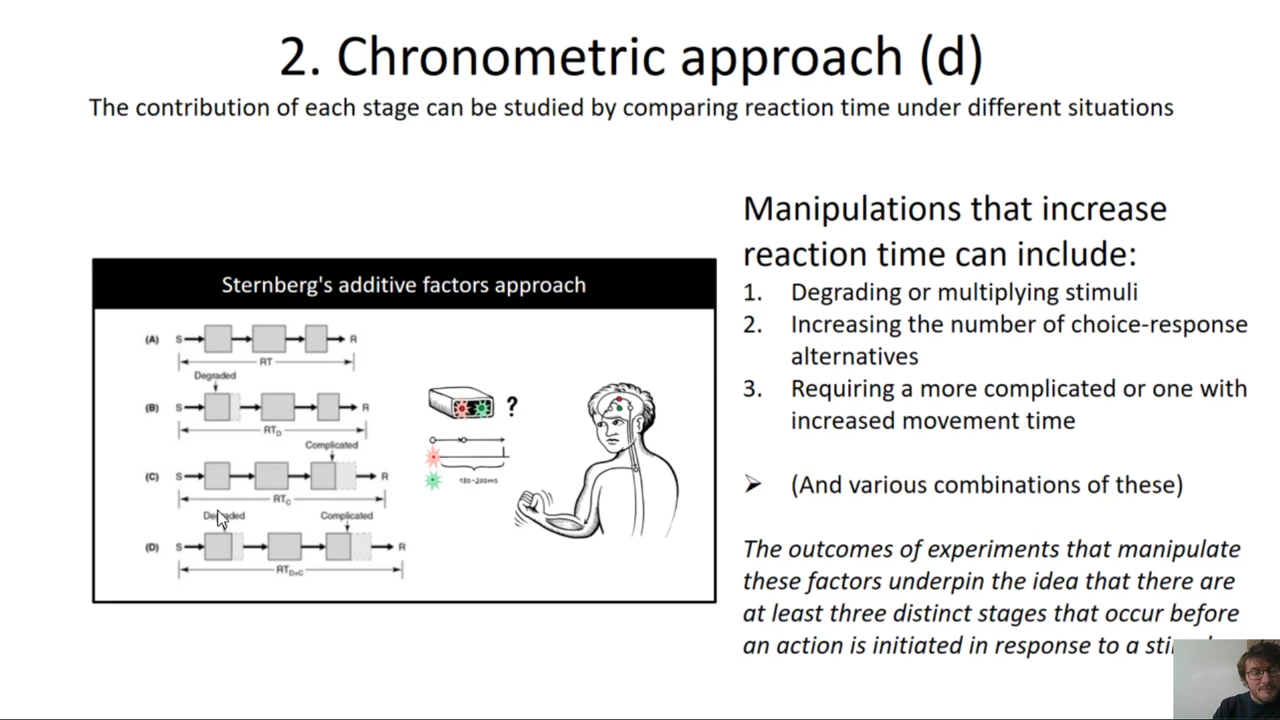 2. Chronometric approach (d)
The contribution of each stage can be studied by comparing reaction time under different situations
Sternberg's additive factors approach
(A) S R
RT
Degraded
(B) S R
RT_D
Complicated
(C) S R
RT_C
Degraded Complicated
(D) S R
RT_D+C
?
180-200ms
Manipulations that increase
reaction time can include:
1. Degrading or multiplying stimuli
2. Increasing the number of choice-response
alternatives
3. Requiring a more complicated or one with
increased movement time
➢ (And various combinations of these)
The outcomes of experiments that manipulate
these factors underpin the idea that there are
at least three distinct stages that occur before
an action is initiated in response to a